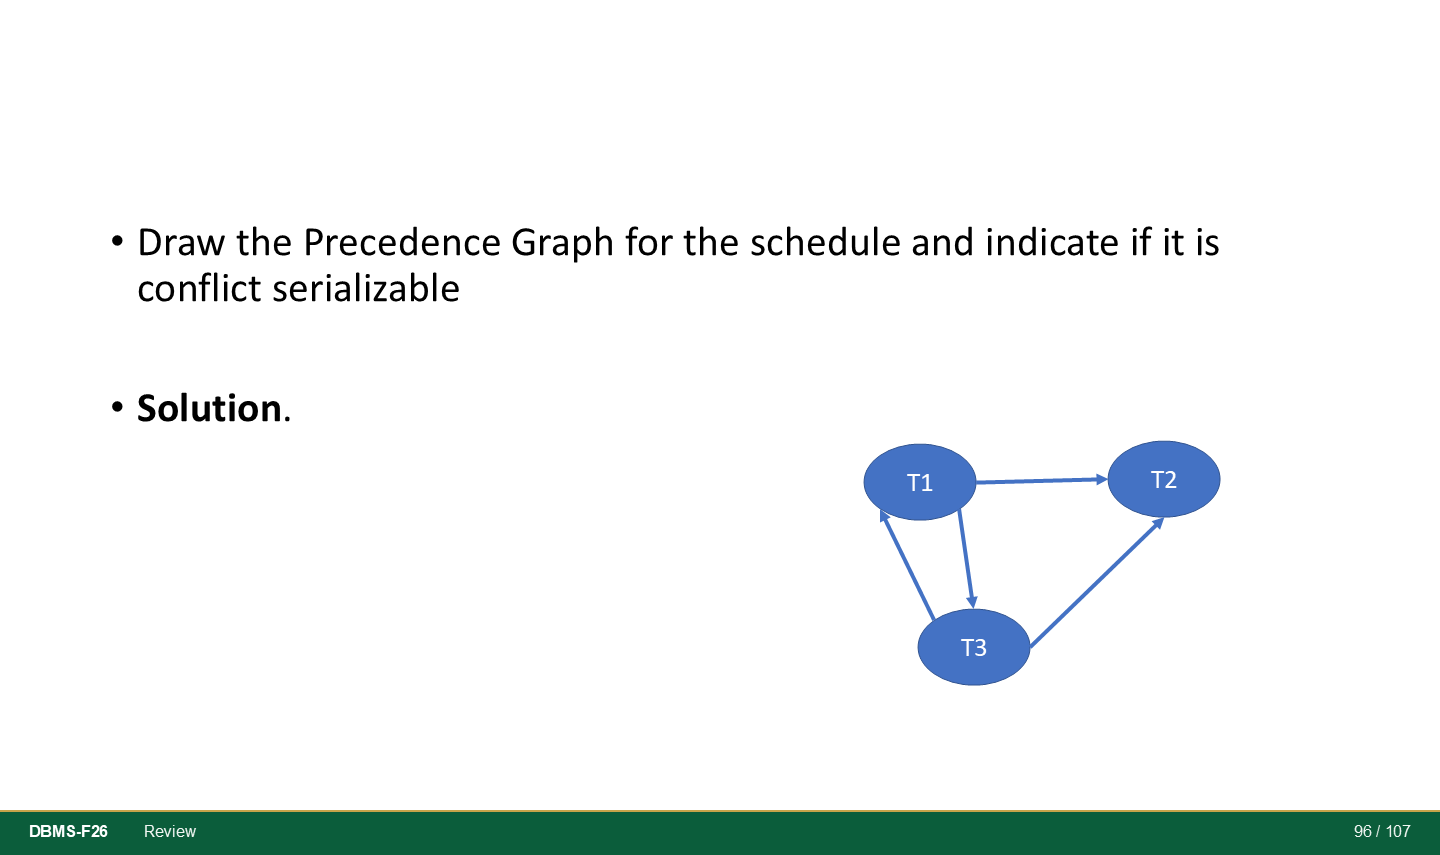 • Draw the Precedence Graph for the schedule and indicate if it is
conflict serializable
• Solution.
T1
T2
T3
DBMS-F26 Review 96 / 107